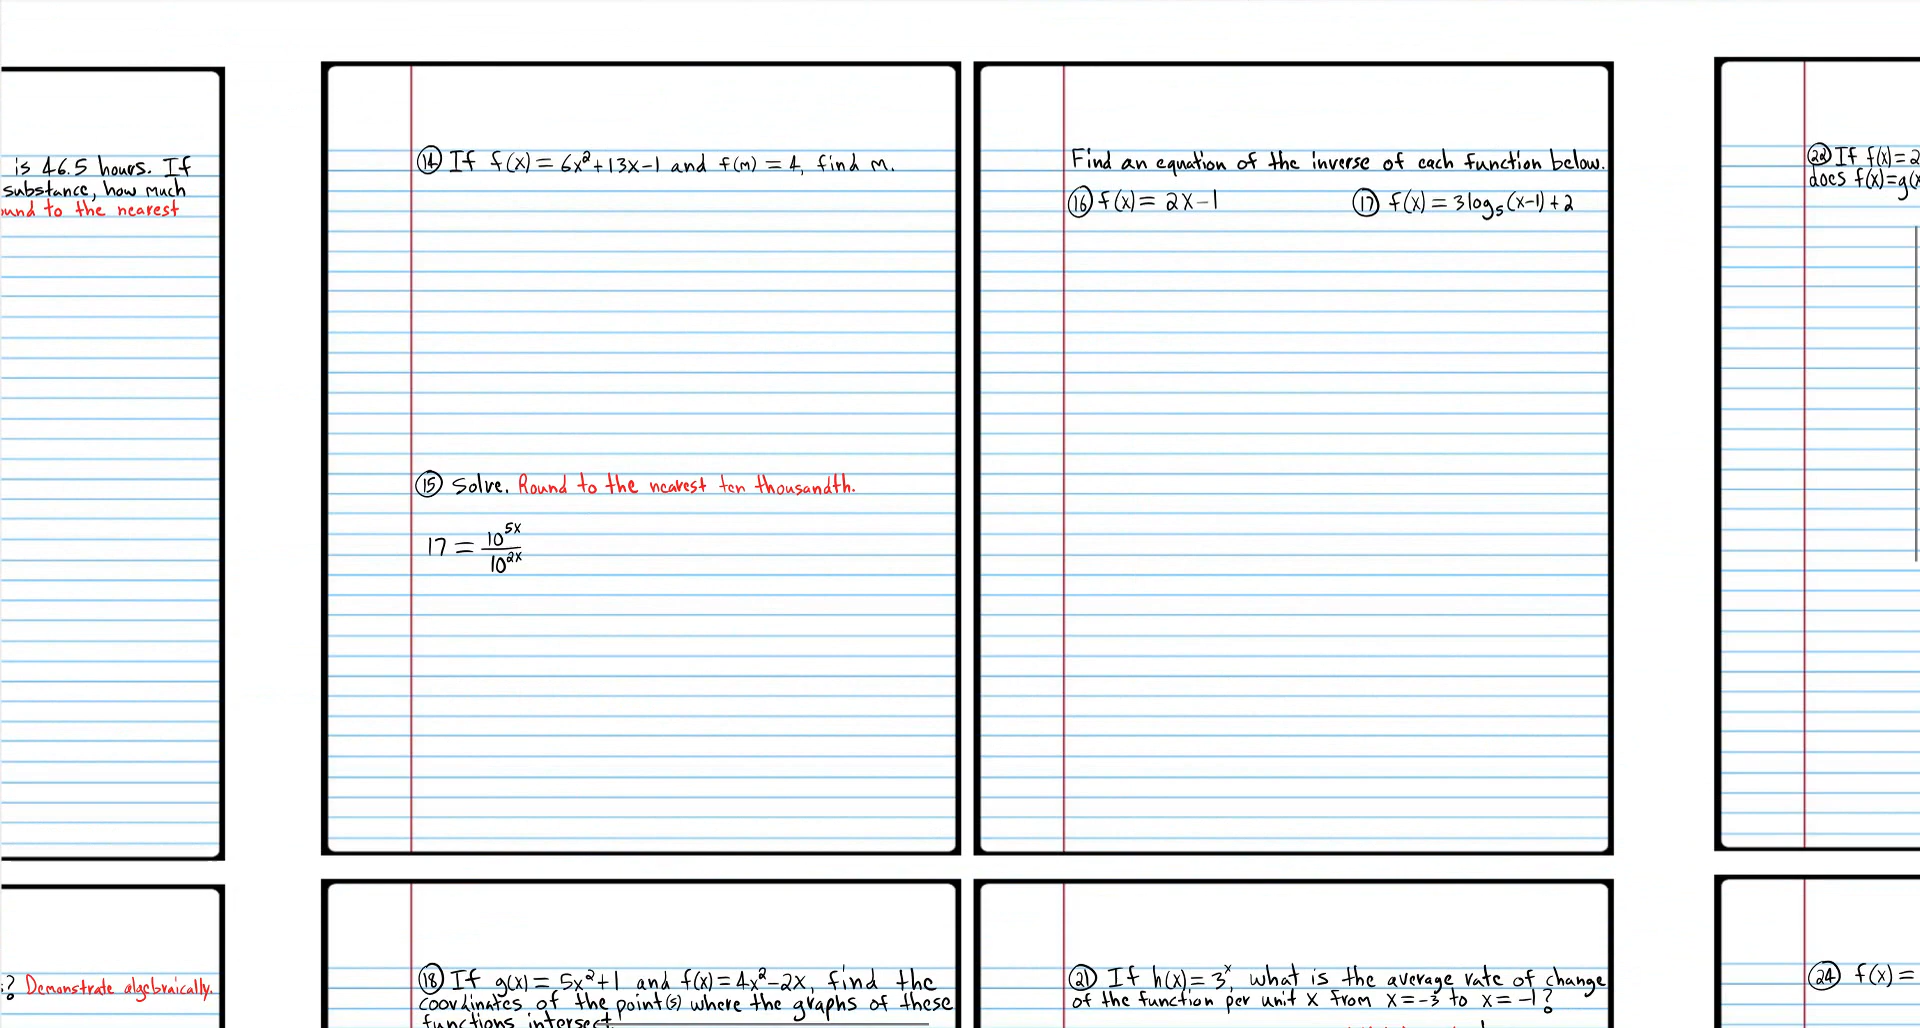 is 46.5 hours. If
substance, how much
ound to the nearest
14 If f(x) = 6x²+13x-1 and f(m) = 4, find m.
15 Solve. Round to the nearest ten thousandth.
17 = 10^5x / 10^2x
Find an equation of the inverse of each function below.
16 f(x) = 2x-1
17 f(x) = 3log₅(x-1)+2
22 If f(x)=2
does f(x)=g(x
? Demonstrate algebraically.
18 If g(x) = 5x²+1 and f(x)=4x²-2x, find the
coordinates of the point(s) where the graphs of these
functions intersect.
21 If h(x)= 3^x, what is the average rate of change
of the function per unit x from x=-3 to x=-1?
24 f(x)=